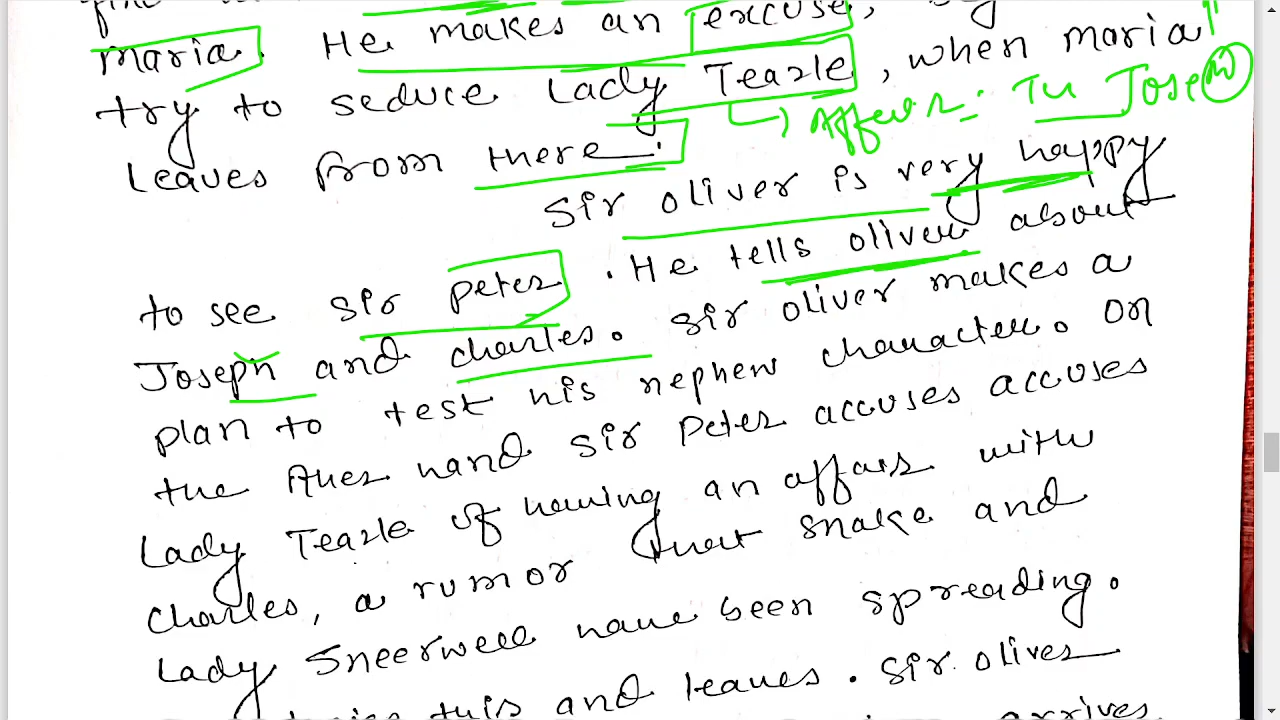 maria. He makes an excuse,
try to seduce Lady Teazle, when maria
→ Affair: Tu Joseph
Leaves from there.
Sir oliver is very happy
to see Sir peter. He tells oliver about
Joseph and charles. Sir oliver makes a
plan to test his nephew character. On
the other hand Sir Peter accuses accuses
Lady Teazle of having an affair with
Charles, a rumor that snake and
Lady Sneerwell have been spreading.
this and leaves. Sir oliver
arrives